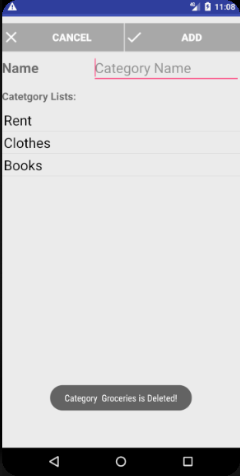 11:08
CANCEL ADD
Name Category Name
Catetgory Lists:
Rent
Clothes
Books
Category Groceries is Deleted!